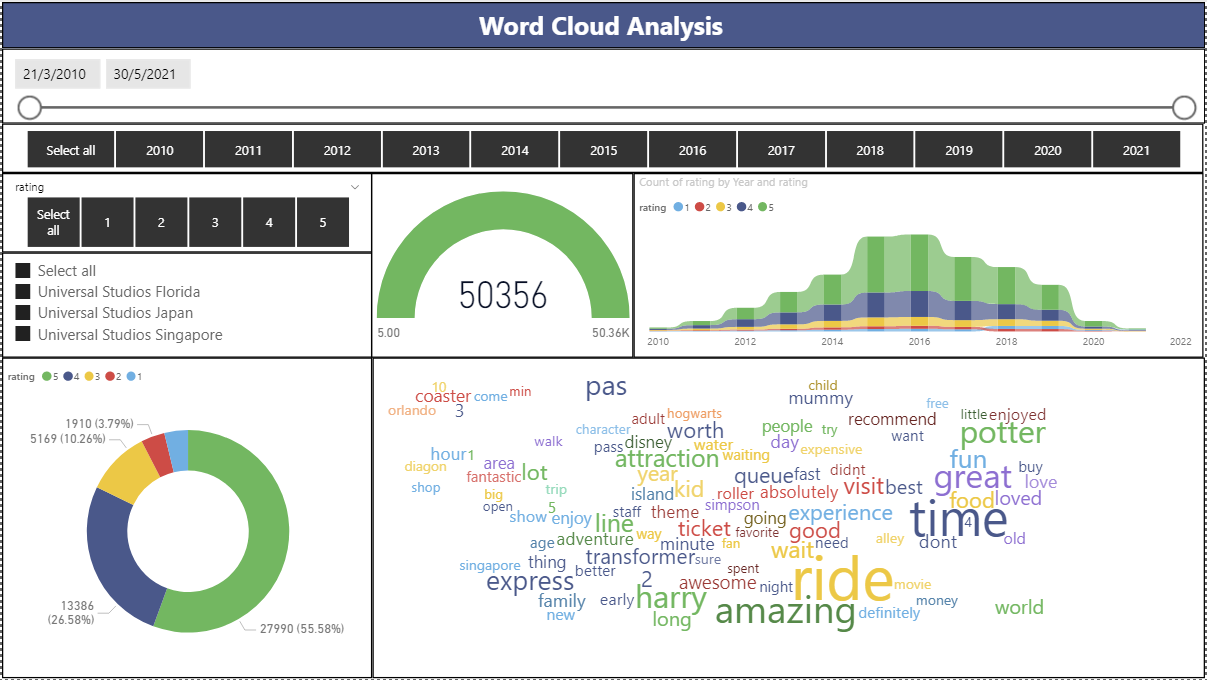 Word Cloud Analysis
21/3/2010 30/5/2021
Select all 2010 2011 2012 2013 2014 2015 2016 2017 2018 2019 2020 2021
rating
Select all 1 2 3 4 5
Select all
Universal Studios Florida
Universal Studios Japan
Universal Studios Singapore
50356
5.00 50.36K
Count of rating by Year and rating
rating 1 2 3 4 5
2010 2012 2014 2016 2018 2020 2022
rating 5 4 3 2 1
1910 (3.79%)
5169 (10.26%)
13386
(26.58%)
27990 (55.58%)
10 pas child
coaster come min mummy
orlando 3 hogwarts free
adult recommend little enjoyed
character worth people try want potter
walk pass disney water day expensive
hour 1 attraction waiting fun
diagon area year queue fast didnt great buy
fantastic lot kid visit best love
shop trip island roller absolutely food loved
big simpson time
open 5 staff theme going experience 4
show enjoy line ticket favorite good alley old
age adventure way minute fan wait need dont
singapore thing transformer sure
better spent ride
express 2 awesome night movie
family early harry amazing money world
new long definitely